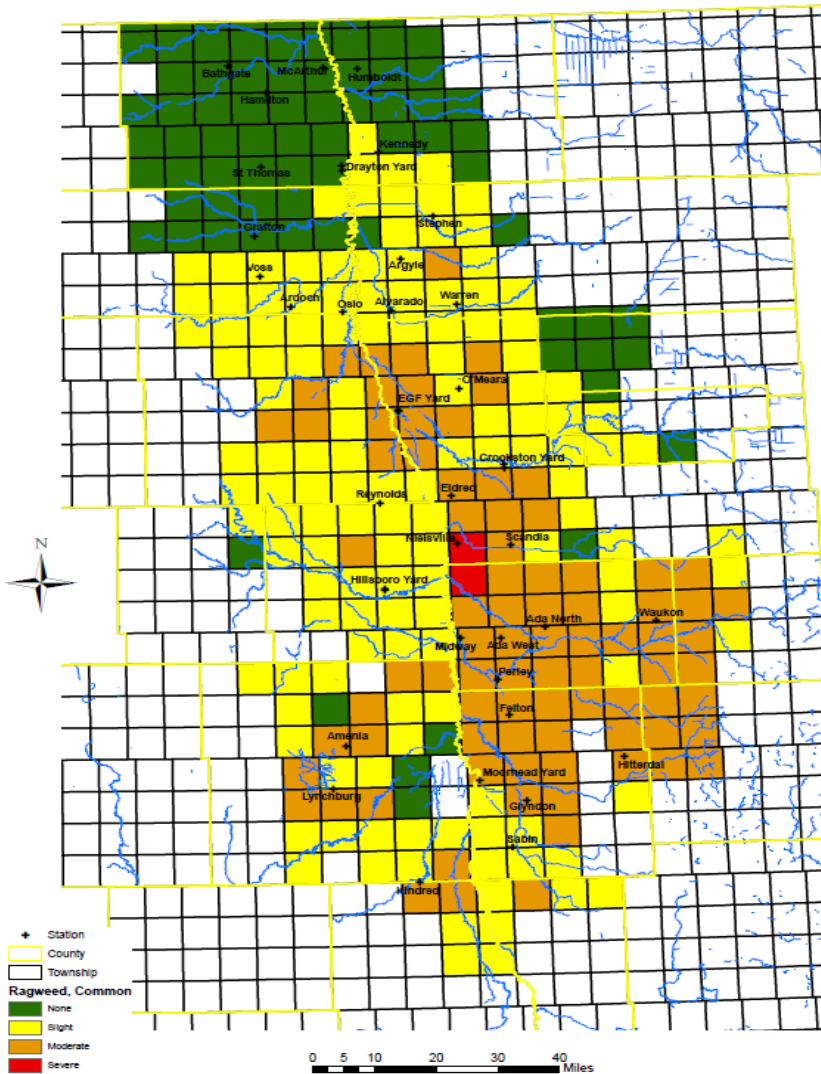 Bathgate
McArthur
Humboldt
Hamilton
Kennedy
St Thomas
Drayton Yard
Stephen
Grafton
Voss
Argyle
Ardoch
Oslo
Alvarado
Warren
O'Meara
EGF Yard
Crookston Yard
Eldred
Reynolds
Nielsville
Scandia
N
Hillsboro Yard
Ada North
Waukon
Midway
Ada West
Perley
Felton
Amenia
Hitterdal
Moorhead Yard
Lynchburg
Glyndon
Sabin
Kindred
Station
County
Township
Ragweed, Common
None
Slight
Moderate
Severe
0 5 10 20 30 40
Miles